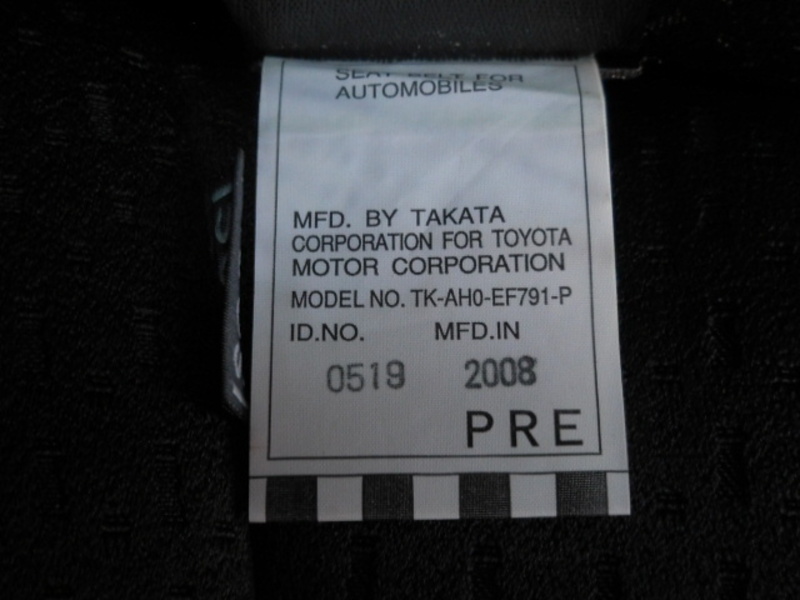 SEAT BELT FOR
AUTOMOBILES
MFD. BY TAKATA
CORPORATION FOR TOYOTA
MOTOR CORPORATION
MODEL NO. TK-AH0-EF791-P
ID.NO. MFD.IN
0519 2008
PRE